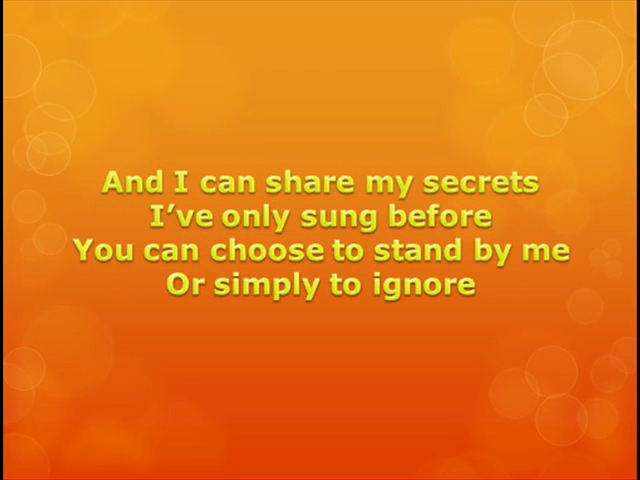 And I can share my secrets
I’ve only sung before
You can choose to stand by me
Or simply to ignore